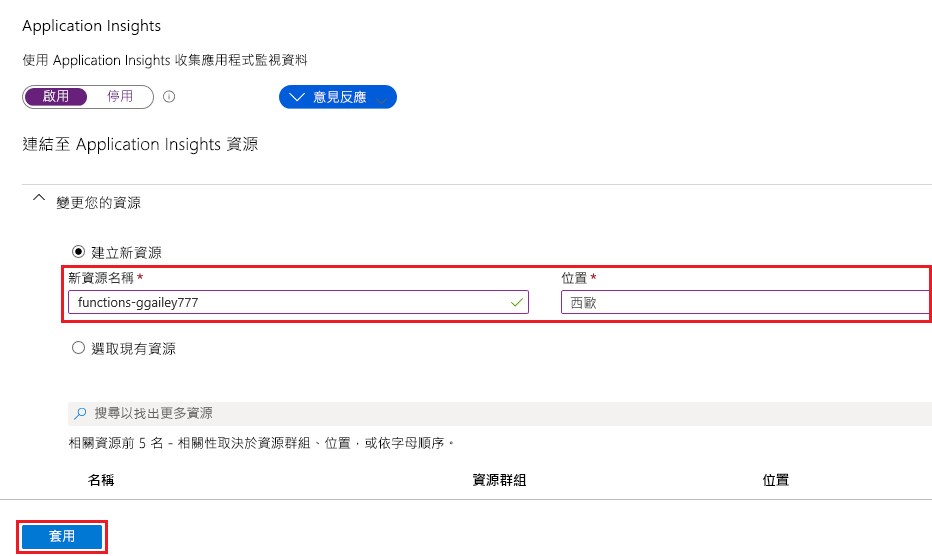 Application Insights
使用 Application Insights 收集應用程式監視資料
啟用 停用 意見反應
連結至 Application Insights 資源
變更您的資源
建立新資源
新資源名稱 * 位置 *
functions-ggailey777 西歐
選取現有資源
搜尋以找出更多資源
相關資源前 5 名 - 相關性取決於資源群組、位置，或依字母順序。
名稱 資源群組 位置
套用